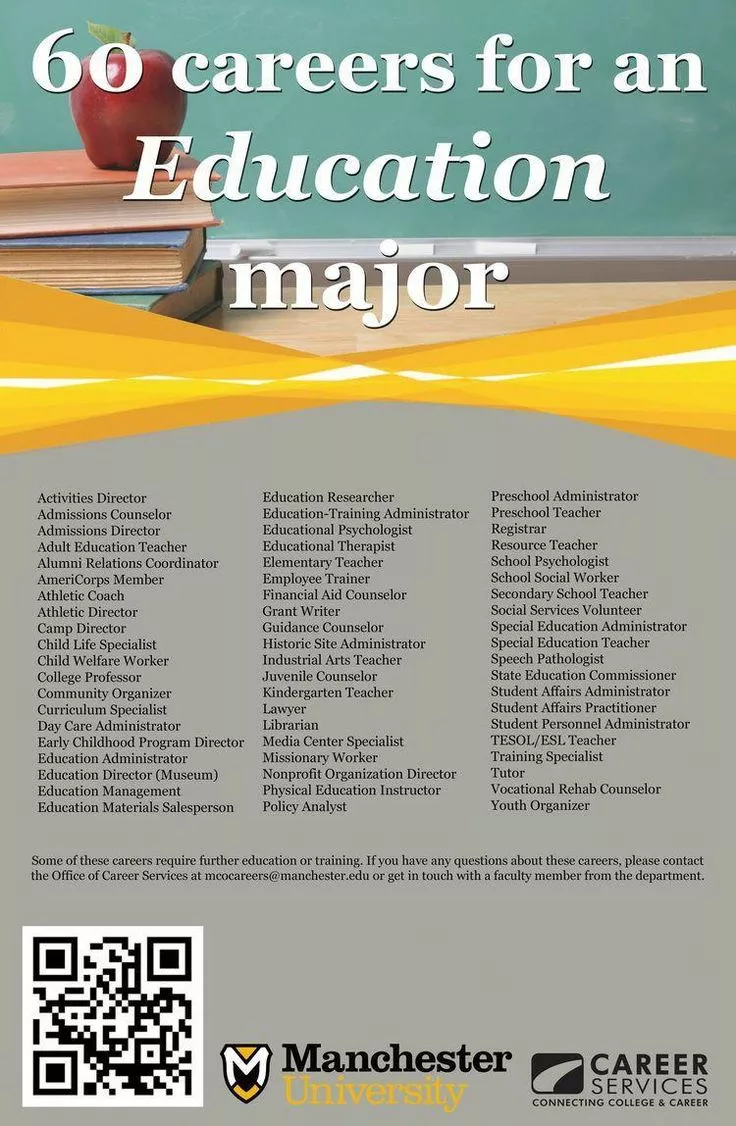 60 careers for an
Education
major
Activities Director
Admissions Counselor
Admissions Director
Adult Education Teacher
Alumni Relations Coordinator
AmeriCorps Member
Athletic Coach
Athletic Director
Camp Director
Child Life Specialist
Child Welfare Worker
College Professor
Community Organizer
Curriculum Specialist
Day Care Administrator
Early Childhood Program Director
Education Administrator
Education Director (Museum)
Education Management
Education Materials Salesperson
Education Researcher
Education-Training Administrator
Educational Psychologist
Educational Therapist
Elementary Teacher
Employee Trainer
Financial Aid Counselor
Grant Writer
Guidance Counselor
Historic Site Administrator
Industrial Arts Teacher
Juvenile Counselor
Kindergarten Teacher
Lawyer
Librarian
Media Center Specialist
Missionary Worker
Nonprofit Organization Director
Physical Education Instructor
Policy Analyst
Preschool Administrator
Preschool Teacher
Registrar
Resource Teacher
School Psychologist
School Social Worker
Secondary School Teacher
Social Services Volunteer
Special Education Administrator
Special Education Teacher
Speech Pathologist
State Education Commissioner
Student Affairs Administrator
Student Affairs Practitioner
Student Personnel Administrator
TESOL/ESL Teacher
Training Specialist
Tutor
Vocational Rehab Counselor
Youth Organizer
Some of these careers require further education or training. If you have any questions about these careers, please contact
the Office of Career Services at mcocareers@manchester.edu or get in touch with a faculty member from the department.
Manchester
University
CAREER
SERVICES
CONNECTING COLLEGE & CAREER